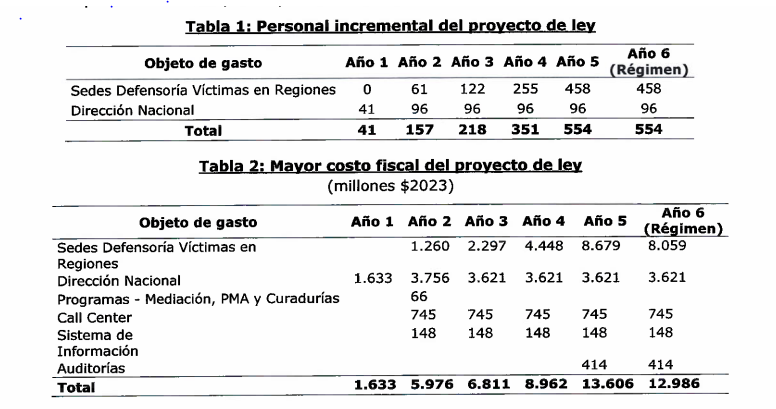 Tabla 1: Personal incremental del proyecto de ley
Objeto de gasto Año 1 Año 2 Año 3 Año 4 Año 5 Año 6 (Régimen)
Sedes Defensoría Víctimas en Regiones 0 61 122 255 458 458
Dirección Nacional 41 96 96 96 96 96
Total 41 157 218 351 554 554
Tabla 2: Mayor costo fiscal del proyecto de ley
(millones $2023)
Objeto de gasto Año 1 Año 2 Año 3 Año 4 Año 5 Año 6 (Régimen)
Sedes Defensoría Víctimas en 1.260 2.297 4.448 8.679 8.059
Regiones
Dirección Nacional 1.633 3.756 3.621 3.621 3.621 3.621
Programas - Mediación, PMA y Curadurías 66
Call Center 745 745 745 745 745
Sistema de 148 148 148 148 148
Información
Auditorías 414 414
Total 1.633 5.976 6.811 8.962 13.606 12.986